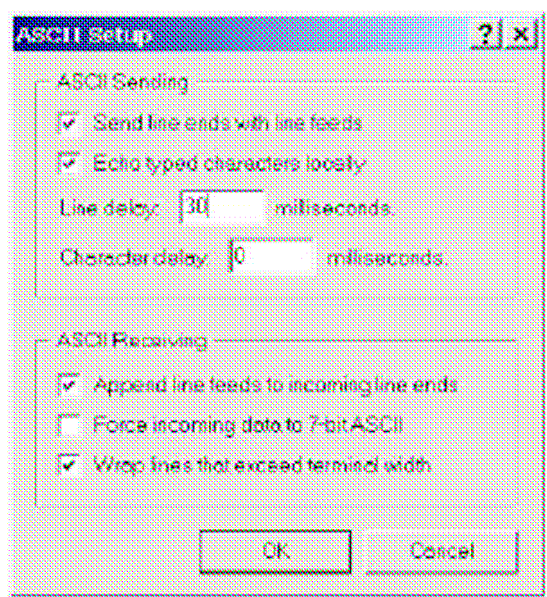 ASCII Setup
ASCII Sending
Send line ends with line feeds
Echo typed characters locally
Line delay: 30 milliseconds.
Character delay: 0 milliseconds.
ASCII Receiving
Append line feeds to incoming line ends
Force incoming data to 7-bit ASCII
Wrap lines that exceed terminal width
OK Cancel